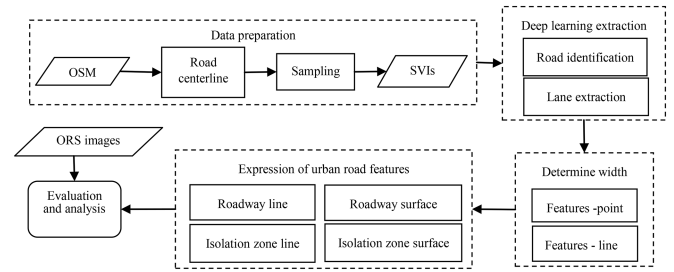 Data preparation
OSM
Road
centerline
Sampling
SVIs
Deep learning extraction
Road identification
Lane extraction
ORS images
Evaluation
and analysis
Expression of urban road features
Roadway line
Roadway surface
Isolation zone line
Isolation zone surface
Determine width
Features -point
Features - line